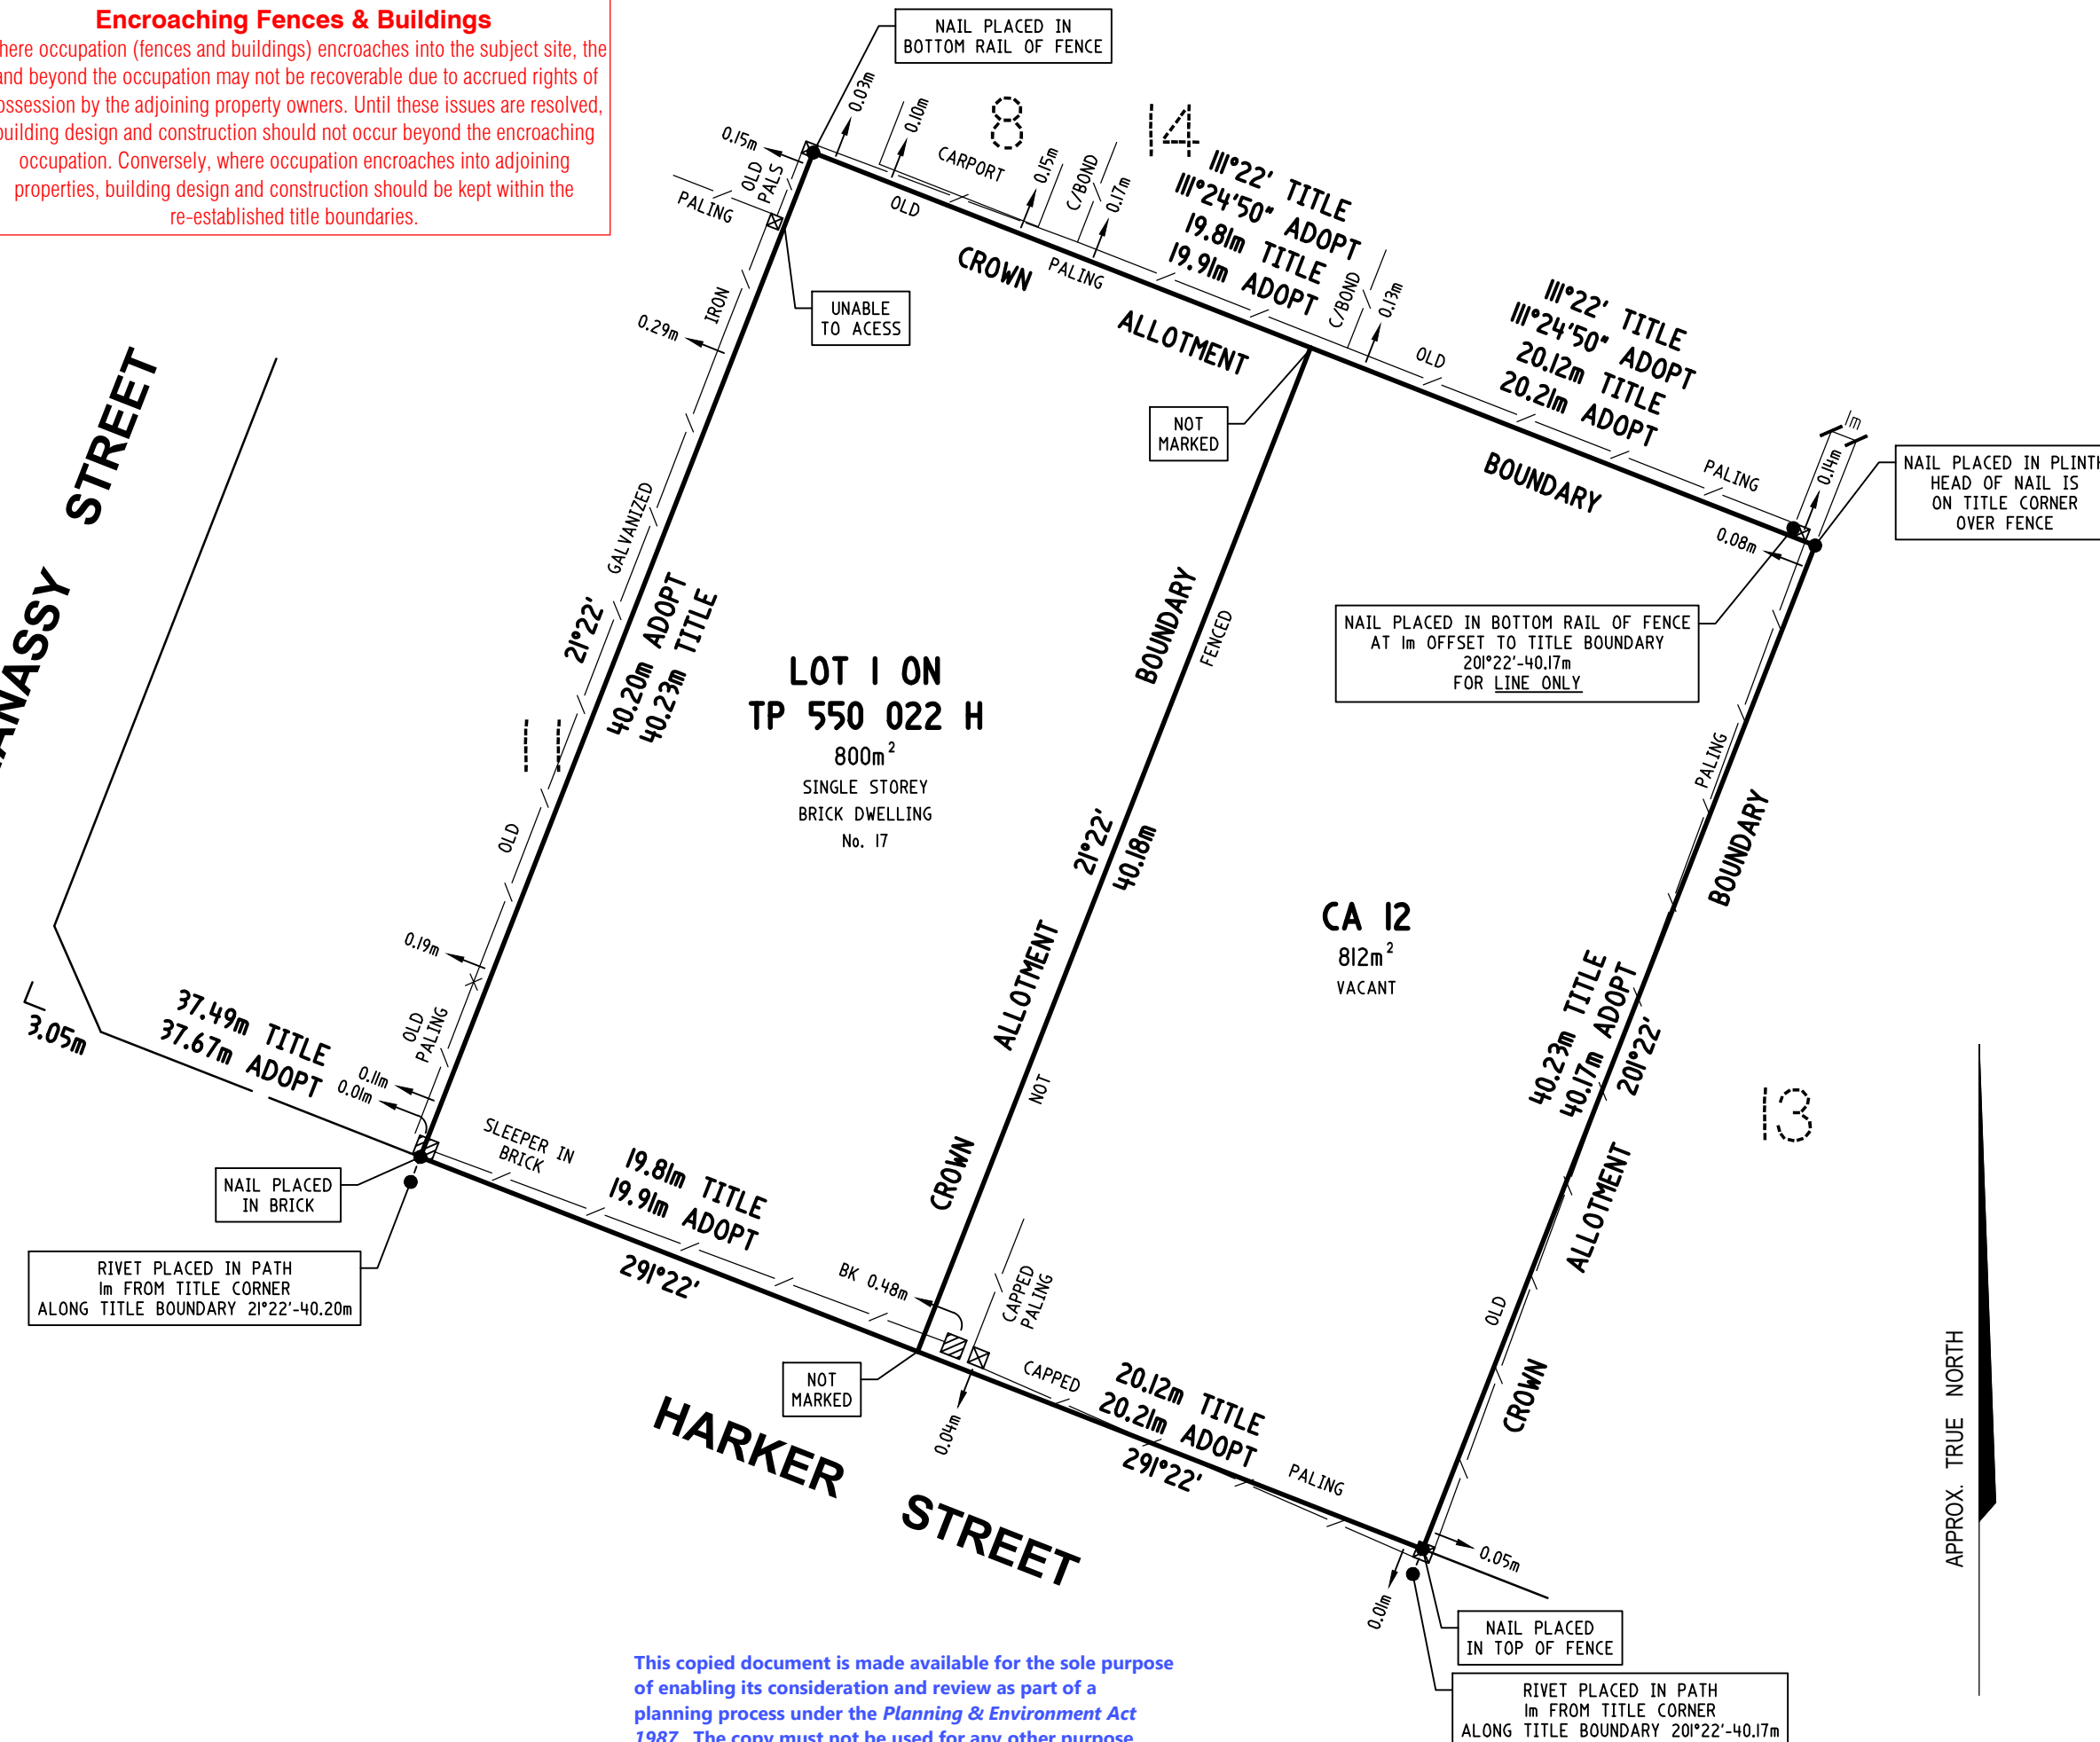 Encroaching Fences & Buildings
here occupation (fences and buildings) encroaches into the subject site, the
and beyond the occupation may not be recoverable due to accrued rights of
ossession by the adjoining property owners. Until these issues are resolved,
building design and construction should not occur beyond the encroaching
occupation. Conversely, where occupation encroaches into adjoining
properties, building design and construction should be kept within the
re-established title boundaries.
NAIL PLACED IN
BOTTOM RAIL OF FENCE
0.03m
0.10m
0.15m
8
14
CARPORT
0.15m
C/BOND
0.17m
OLD
PALS
PALING
OLD
CROWN
PALING
ALLOTMENT
111°22' TITLE
111°24'50" ADOPT
19.81m TITLE
19.91m ADOPT
C/BOND
0.13m
OLD
111°22' TITLE
111°24'50" ADOPT
20.12m TITLE
20.21m ADOPT
BOUNDARY
PALING
1m
0.14m
0.08m
NAIL PLACED IN PLINTH
HEAD OF NAIL IS
ON TITLE CORNER
OVER FENCE
UNABLE
TO ACESS
NOT
MARKED
IRON
0.29m
GALVANIZED
21°22'
40.20m ADOPT
40.23m TITLE
11
OLD
0.19m
OLD
PALING
0.11m
0.01m
ANASSY STREET
3.05m
37.49m TITLE
37.67m ADOPT
LOT 1 ON
TP 550 022 H
800m²
SINGLE STOREY
BRICK DWELLING
No. 17
BOUNDARY
FENCED
21°22'
40.18m
ALLOTMENT
NOT
CROWN
NAIL PLACED IN BOTTOM RAIL OF FENCE
AT 1m OFFSET TO TITLE BOUNDARY
201°22'-40.17m
FOR LINE ONLY
CA 12
812m²
VACANT
PALING
BOUNDARY
40.23m TITLE
40.17m ADOPT
201°22'
13
ALLOTMENT
OLD
CROWN
NAIL PLACED
IN BRICK
RIVET PLACED IN PATH
1m FROM TITLE CORNER
ALONG TITLE BOUNDARY 21°22'-40.20m
SLEEPER IN
BRICK
19.81m TITLE
19.91m ADOPT
291°22'
BK 0.48m
CAPPED
PALING
NOT
MARKED
0.04m
CAPPED
20.12m TITLE
20.21m ADOPT
291°22'
PALING
HARKER STREET
0.05m
0.01m
NAIL PLACED
IN TOP OF FENCE
RIVET PLACED IN PATH
1m FROM TITLE CORNER
ALONG TITLE BOUNDARY 201°22'-40.17m
APPROX. TRUE NORTH
This copied document is made available for the sole purpose
of enabling its consideration and review as part of a
planning process under the Planning & Environment Act
1987. The copy must not be used for any other purpose